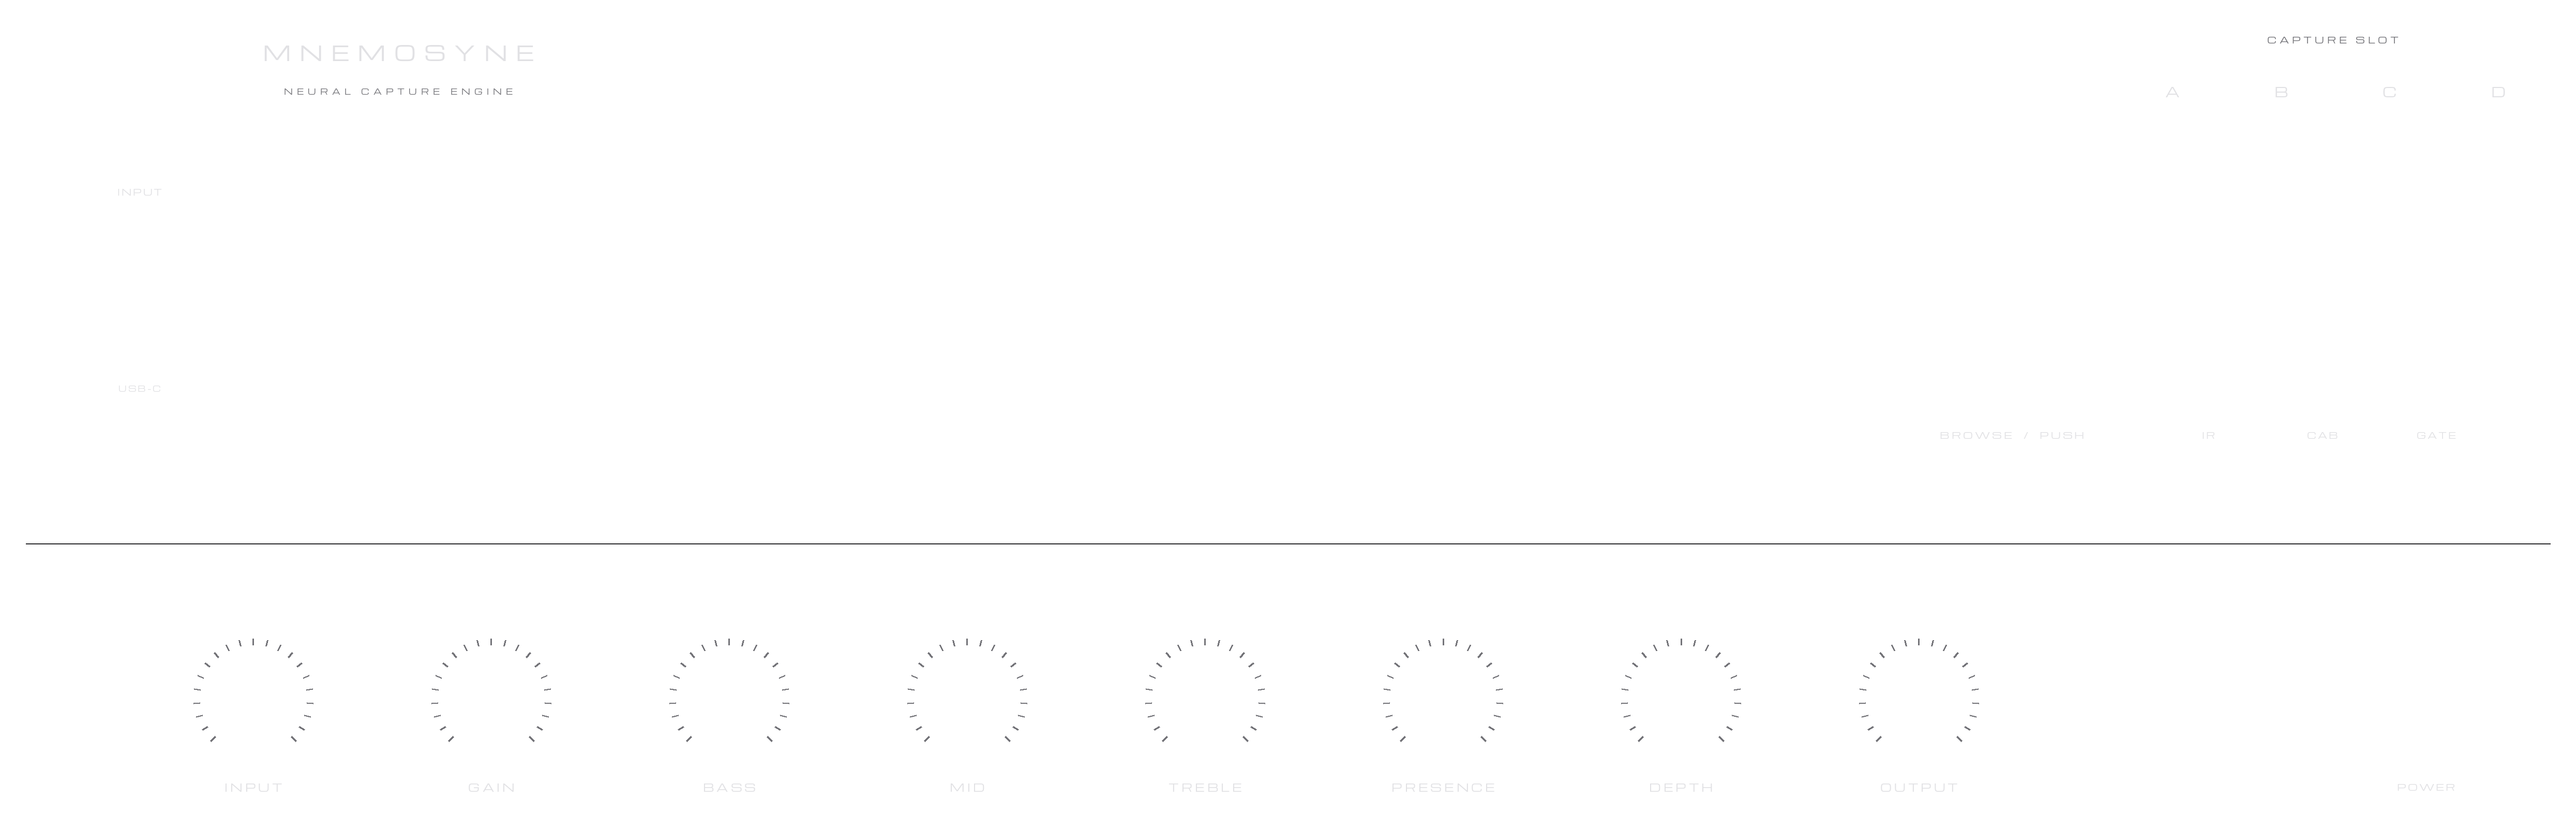 MNEMOSYNE
NEURAL CAPTURE ENGINE
CAPTURE SLOT
A B C D
INPUT
USB-C
BROWSE / PUSH IR CAB GATE
INPUT GAIN BASS MID TREBLE PRESENCE DEPTH OUTPUT POWER